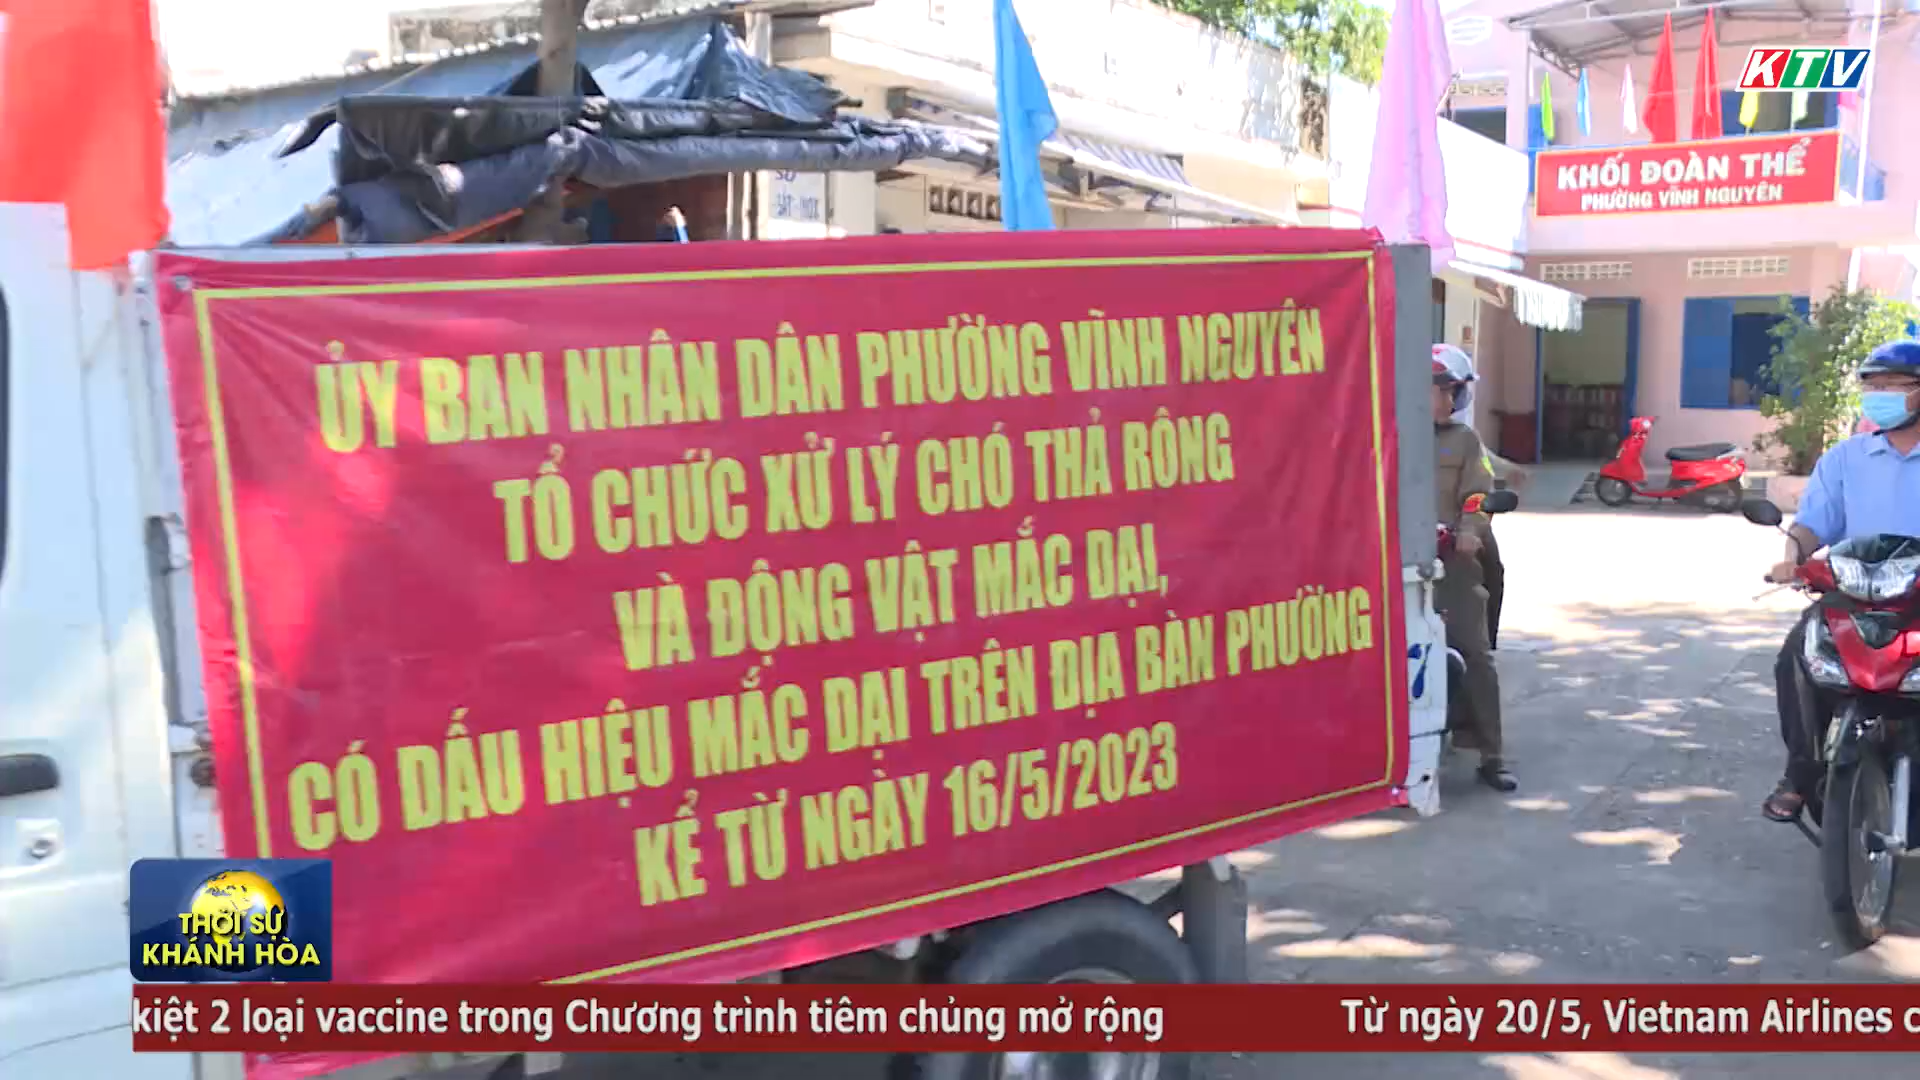 KTV
KHỐI ĐOÀN THỂ
PHƯỜNG VĨNH NGUYÊN
ỦY BAN NHÂN DÂN PHƯỜNG VĨNH NGUYÊN
TỔ CHỨC XỬ LÝ CHÓ THẢ RÔNG
VÀ ĐỘNG VẬT MẮC DẠI,
CÓ DẤU HIỆU MẮC DẠI TRÊN ĐỊA BÀN PHƯỜNG
KỂ TỪ NGÀY 16/5/2023
THỜI SỰ
KHÁNH HÒA
kiệt 2 loại vaccine trong Chương trình tiêm chủng mở rộng
Từ ngày 20/5, Vietnam Airlines c